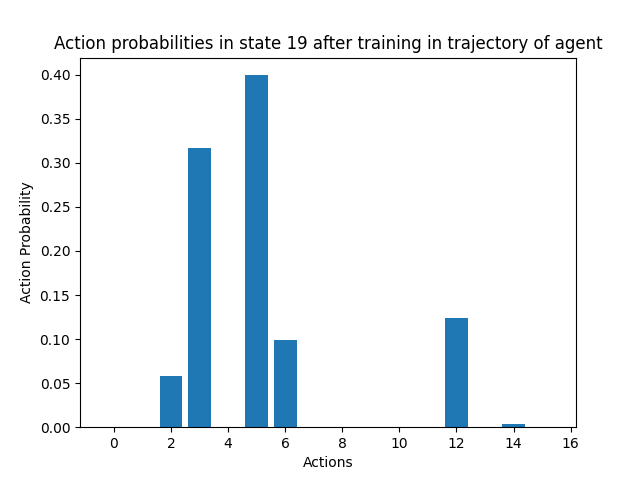 Action probabilities in state 19 after training in trajectory of agent
0.40
0.35
0.30
0.25
0.20
0.15
0.10
0.05
0.00
Action Probability
0 2 4 6 8 10 12 14 16
Actions